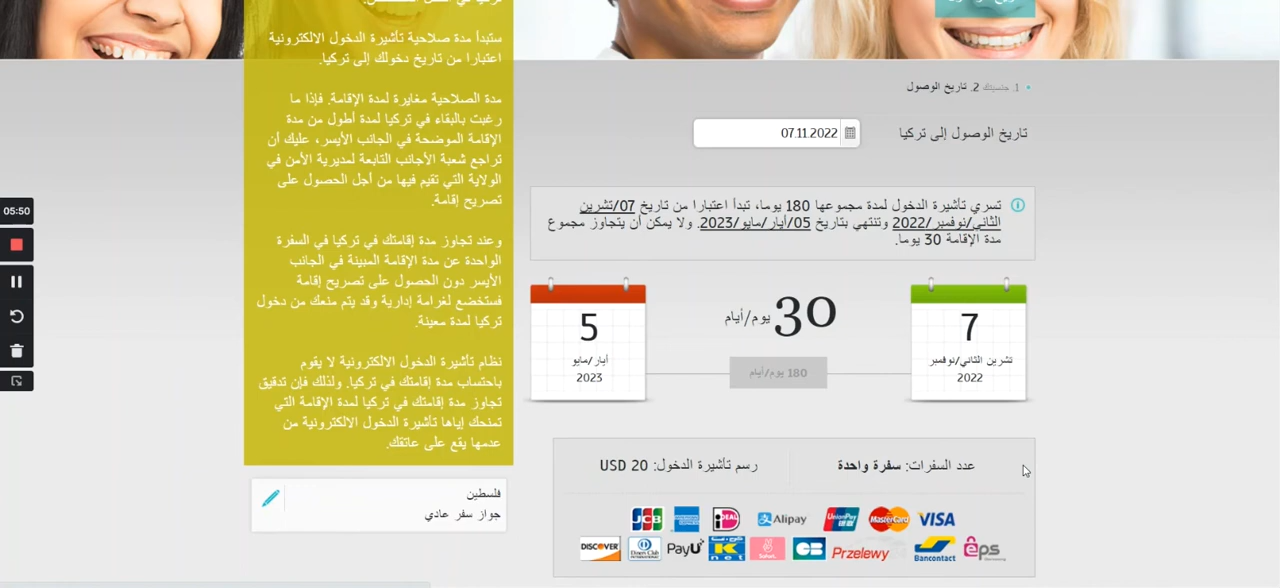 1. جنسيتك 2. تاريخ الوصول
تاريخ الوصول إلى تركيا
07.11.2022
تسري تأشيرة الدخول لمدة مجموعها 180 يوما، تبدأ اعتبارا من تاريخ 07/تشرين
الثاني/نوفمبر/2022 وتنتهي بتاريخ 05/أيار/مايو/2023. ولا يمكن أن يتجاوز مجموع
مدة الإقامة 30 يوما.
7
تشرين الثاني/نوفمبر
2022
30 يوم/أيام
180 يوم/أيام
5
أيار/مايو
2023
عدد السفرات: سفرة واحدة
رسم تأشيرة الدخول: 20 USD
VISA
MasterCard
UnionPay
Alipay
iDEAL
JCB
eps
Bancontact
Przelewy
CB
K net
PayU
Diners Club
DISCOVER
ستبدأ مدة صلاحية تأشيرة الدخول الالكترونية
اعتبارا من تاريخ دخولك إلى تركيا.
مدة الصلاحية مغايرة لمدة الإقامة. فإذا ما
رغبت بالبقاء في تركيا لمدة أطول من مدة
الإقامة الموضحة في الجانب الأيسر، عليك أن
تراجع شعبة الأجانب التابعة لمديرية الأمن في
الولاية التي تقيم فيها من أجل الحصول على
تصريح إقامة.
وعند تجاوز مدة إقامتك في تركيا في السفرة
الواحدة عن مدة الإقامة المبينة في الجانب
الأيسر دون الحصول على تصريح إقامة
فستخضع لغرامة إدارية وقد يتم منعك من دخول
تركيا لمدة معينة.
نظام تأشيرة الدخول الالكترونية لا يقوم
باحتساب مدة إقامتك في تركيا. ولذلك فإن تدقيق
تجاوز مدة إقامتك في تركيا لمدة الإقامة التي
تمنحك إياها تأشيرة الدخول الالكترونية من
عدمها يقع على عاتقك.
فلسطين
جواز سفر عادي
05:50